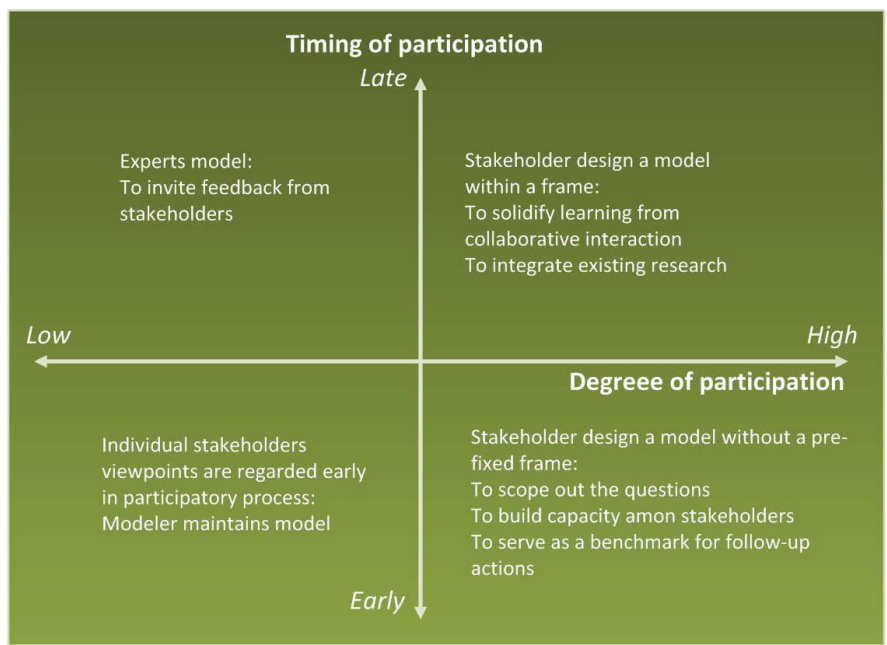 Timing of participation
Late
Experts model:
To invite feedback from
stakeholders
Stakeholder design a model
within a frame:
To solidify learning from
collaborative interaction
To integrate existing research
Low
High
Degreee of participation
Individual stakeholders
viewpoints are regarded early
in participatory process:
Modeler maintains model
Stakeholder design a model without a pre-
fixed frame:
To scope out the questions
To build capacity amon stakeholders
To serve as a benchmark for follow-up
actions
Early